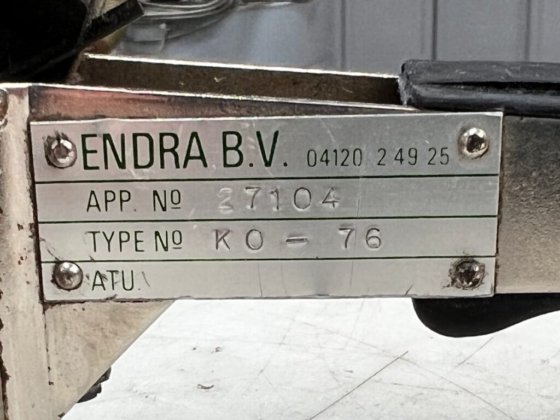 ENDRA B.V. 04120 2 49 25
APP. Nº 27104
TYPE Nº KO - 76
ATU.